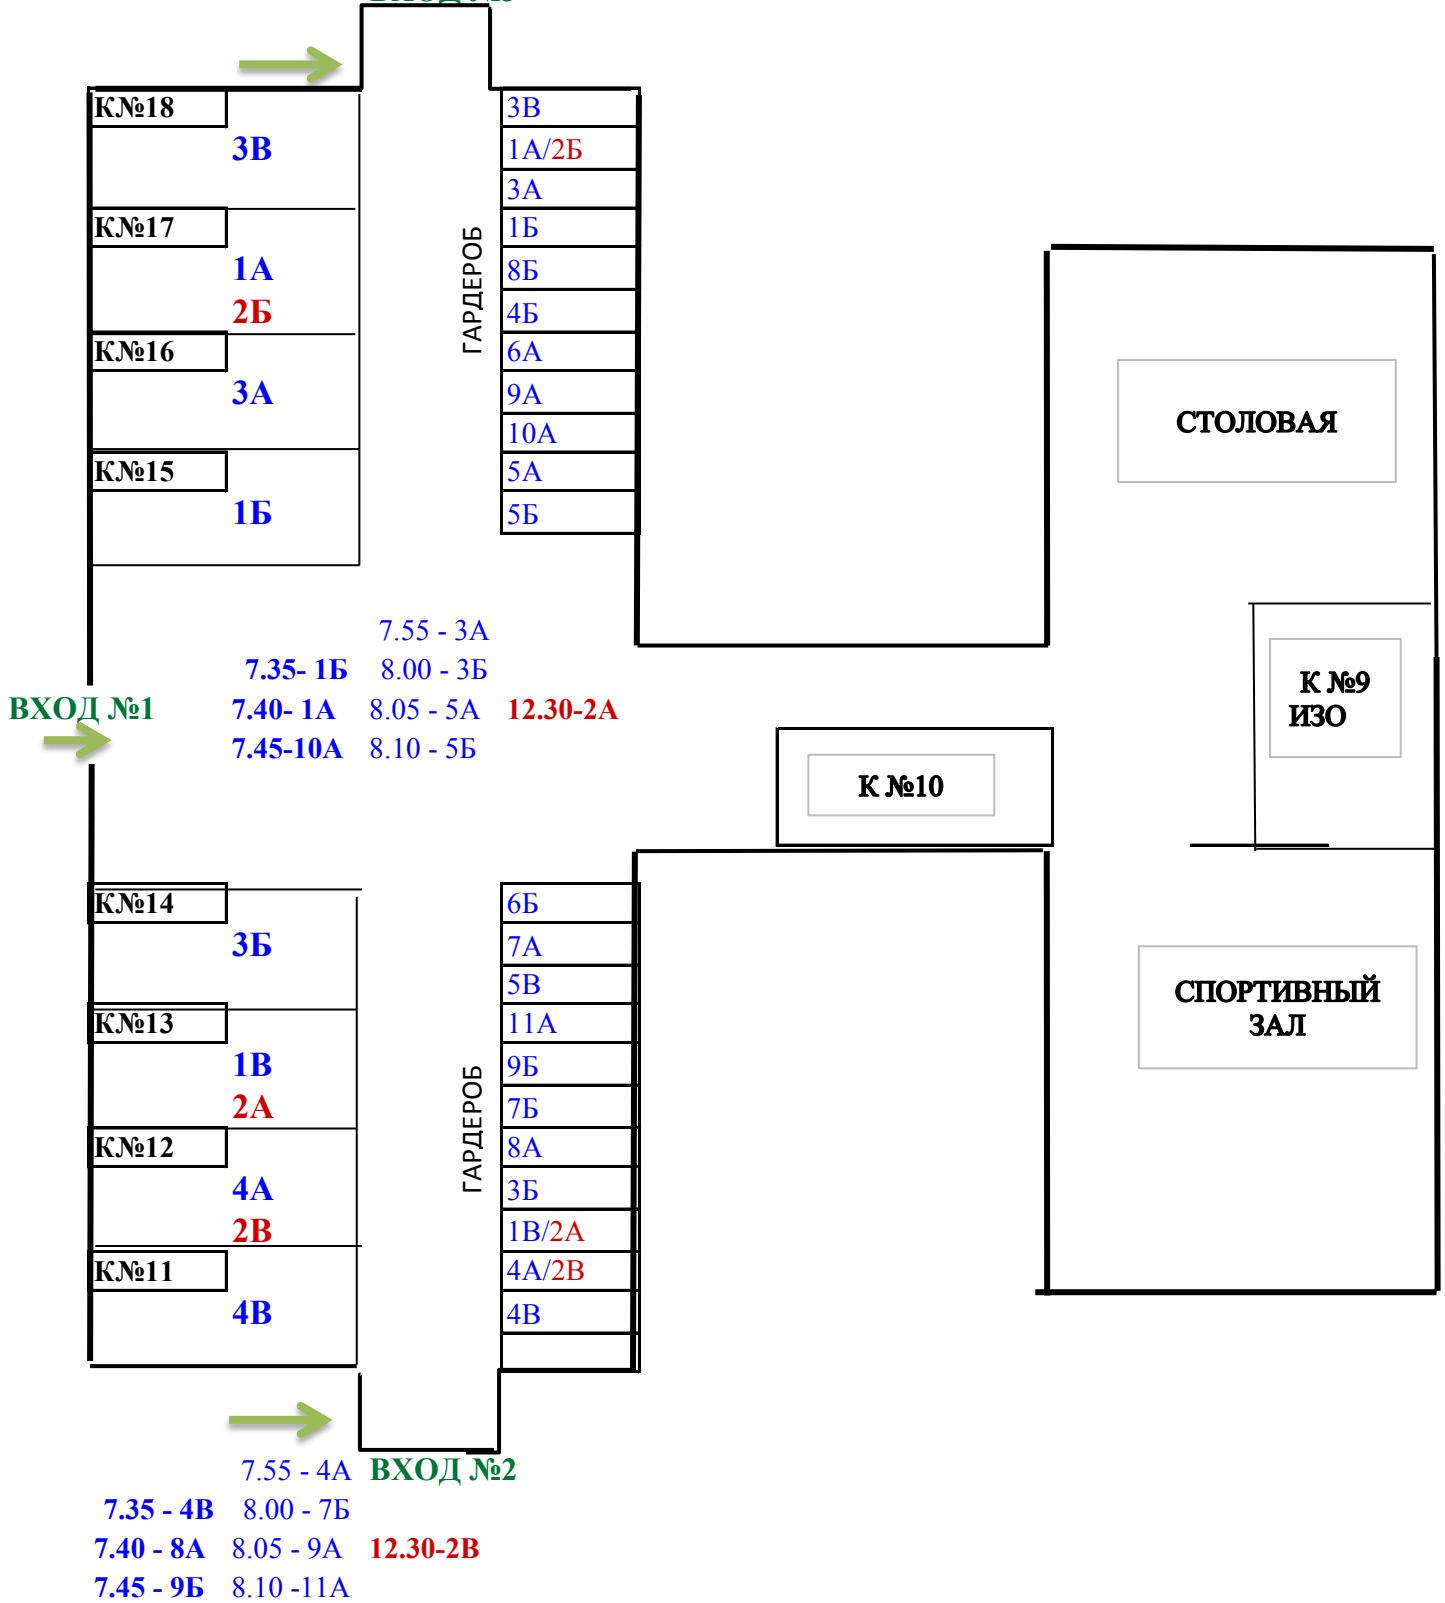 ВХОД №3
К№18
3В
К№17
1А
2Б
К№16
3А
К№15
1Б
ГАРДЕРОБ
3В
1А/2Б
3А
1Б
8Б
4Б
6А
9А
10А
5А
5Б
СТОЛОВАЯ
К №9
ИЗО
7.55 - 3А
7.35- 1Б 8.00 - 3Б
ВХОД №1 7.40- 1А 8.05 - 5А 12.30-2А
7.45-10А 8.10 - 5Б
К №10
К№14
3Б
К№13
1В
2А
К№12
4А
2В
К№11
4В
ГАРДЕРОБ
6Б
7А
5В
11А
9Б
7Б
8А
3Б
1В/2А
4А/2В
4В
СПОРТИВНЫЙ
ЗАЛ
7.55 - 4А ВХОД №2
7.35 - 4В 8.00 - 7Б
7.40 - 8А 8.05 - 9А 12.30-2В
7.45 - 9Б 8.10 -11А